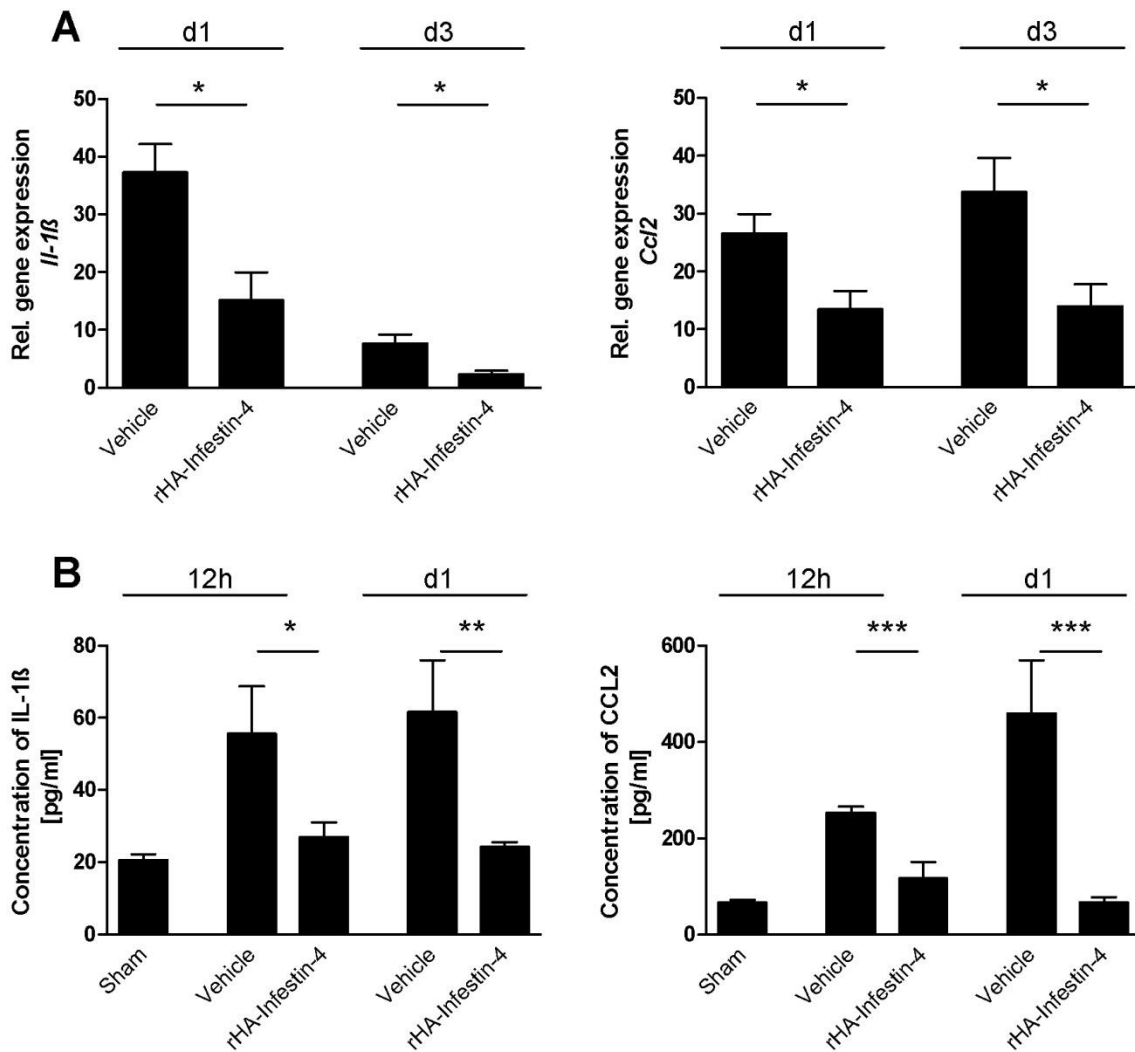 A
d1
d3
*
*
50
40
30
20
10
0
Rel. gene expression
Il-1ß
Vehicle
rHA-Infestin-4
Vehicle
rHA-Infestin-4
d1
d3
*
*
50
40
30
20
10
0
Rel. gene expression
Ccl2
Vehicle
rHA-Infestin-4
Vehicle
rHA-Infestin-4
B
12h
d1
*
**
80
60
40
20
0
Concentration of IL-1ß
[pg/ml]
Sham
Vehicle
rHA-Infestin-4
Vehicle
rHA-Infestin-4
12h
d1
***
***
600
400
200
0
Concentration of CCL2
[pg/ml]
Sham
Vehicle
rHA-Infestin-4
Vehicle
rHA-Infestin-4